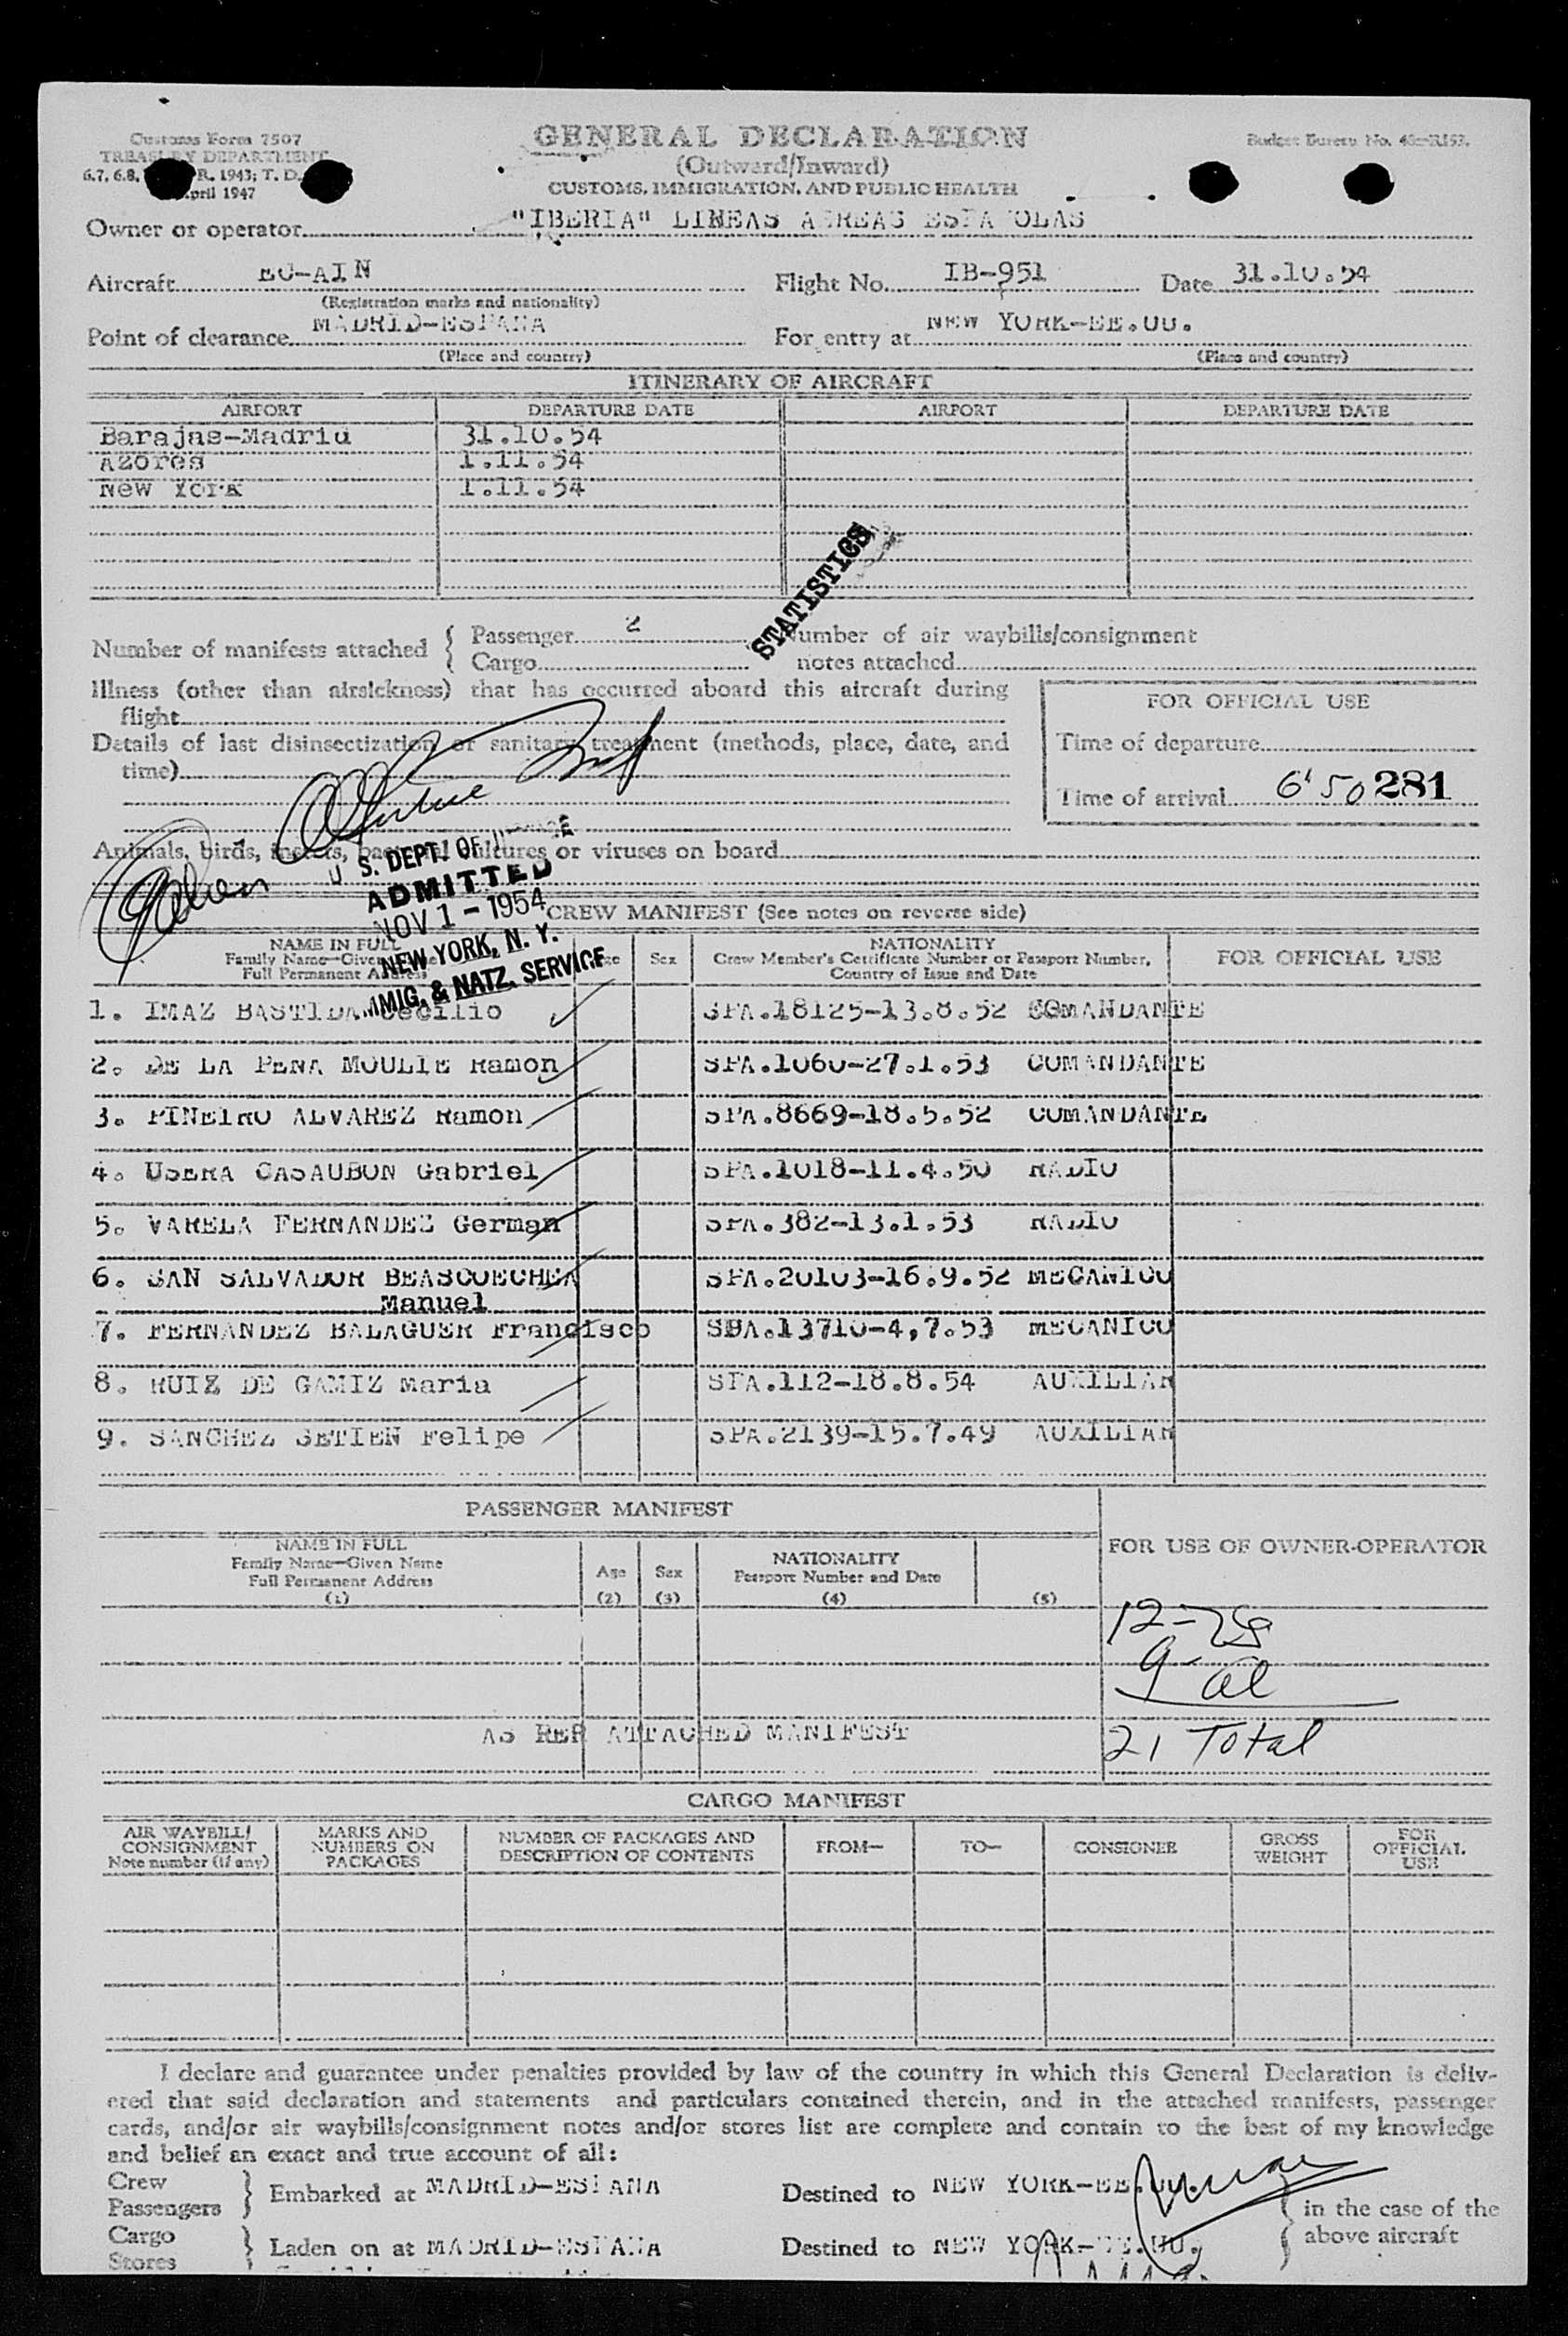 Customs Form 7507
TREASURY DEPARTMENT
6.7, 6.8, R. 1943; T. D.
April 1947
GENERAL DECLARATION
(Outward/Inward)
CUSTOMS, IMMIGRATION, AND PUBLIC HEALTH
Budget Bureau No.
Owner or operator "IBERIA" LINEAS AEREAS ESPAÑOLAS
Aircraft EC-AIN Flight No. IB-951 Date 31.10.54
(Registration marks and nationality)
Point of clearance MADRID-ESPAÑA For entry at NEW YORK-EE.UU.
(Place and country) (Place and country)
ITINERARY OF AIRCRAFT
AIRPORT DEPARTURE DATE AIRPORT DEPARTURE DATE
Barajas-Madrid 31.10.54
Azores 1.11.54
New York 1.11.54
STATISTICS
Number of manifests attached { Passenger 2 Number of air waybills/consignment
Cargo notes attached
Illness (other than airsickness) that has occurred aboard this aircraft during
flight
FOR OFFICIAL USE
Details of last disinsectization or sanitary treatment (methods, place, date, and
time)
Time of departure
Time of arrival 6'50 281
Animals, birds, insects, bacterial cultures or viruses on board
U. S. DEPT. OF JUSTICE
ADMITTED
NOV 1 - 1954
NEW YORK, N. Y.
IMMIG. & NATZ. SERVICE
CREW MANIFEST (See notes on reverse side)
NAME IN FULL
Family Name—Given Name
Full Permanent Address
Age Sex
NATIONALITY
Crew Member's Certificate Number or Passport Number,
Country of Issue and Date
FOR OFFICIAL USE
1. IMAZ BASTIDA Cecilio SPA.18125-13.8.52 COMANDANTE
2. DE LA PEÑA MOULIE Ramon SPA.1060-27.1.53 COMANDANTE
3. PIÑEIRO ALVAREZ Ramon SPA.8669-18.5.52 COMANDANTE
4. USERA CASAUBON Gabriel SPA.1018-11.4.50 RADIO
5. VARELA FERNANDEZ German SPA.382-13.1.53 RADIO
6. SAN SALVADOR BEASCOECHEA SPA.20103-16.9.52 MECANICO
Manuel
7. FERNANDEZ BALAGUER Francisco SPA.13710-4,7.53 MECANICO
8. RUIZ DE GAMIZ Maria SPA.112-18.8.54 AUXILIAR
9. SANCHEZ SETIEN Felipe SPA.2139-15.7.49 AUXILIAR
PASSENGER MANIFEST
FOR USE OF OWNER-OPERATOR
NAME IN FULL
Family Name—Given Name
Full Permanent Address
(1)
Age
(2)
Sex
(3)
NATIONALITY
Passport Number and Date
(4)
(5)
12-
9-
21 Total
AS PER ATTACHED MANIFEST
CARGO MANIFEST
AIR WAYBILL/
CONSIGNMENT
Note number (if any)
MARKS AND
NUMBERS ON
PACKAGES
NUMBER OF PACKAGES AND
DESCRIPTION OF CONTENTS
FROM—
TO—
CONSIGNEE
GROSS
WEIGHT
FOR
OFFICIAL
USE
I declare and guarantee under penalties provided by law of the country in which this General Declaration is deliv-
ered that said declaration and statements and particulars contained therein, and in the attached manifests, passenger
cards, and/or air waybills/consignment notes and/or stores list are complete and contain to the best of my knowledge
and belief an exact and true account of all:
Crew
Passengers } Embarked at MADRID-ESPAÑA Destined to NEW YORK-EE.UU. { in the case of the
Cargo above aircraft
Stores } Laden on at MADRID-ESPAÑA Destined to NEW YORK-EE.UU.